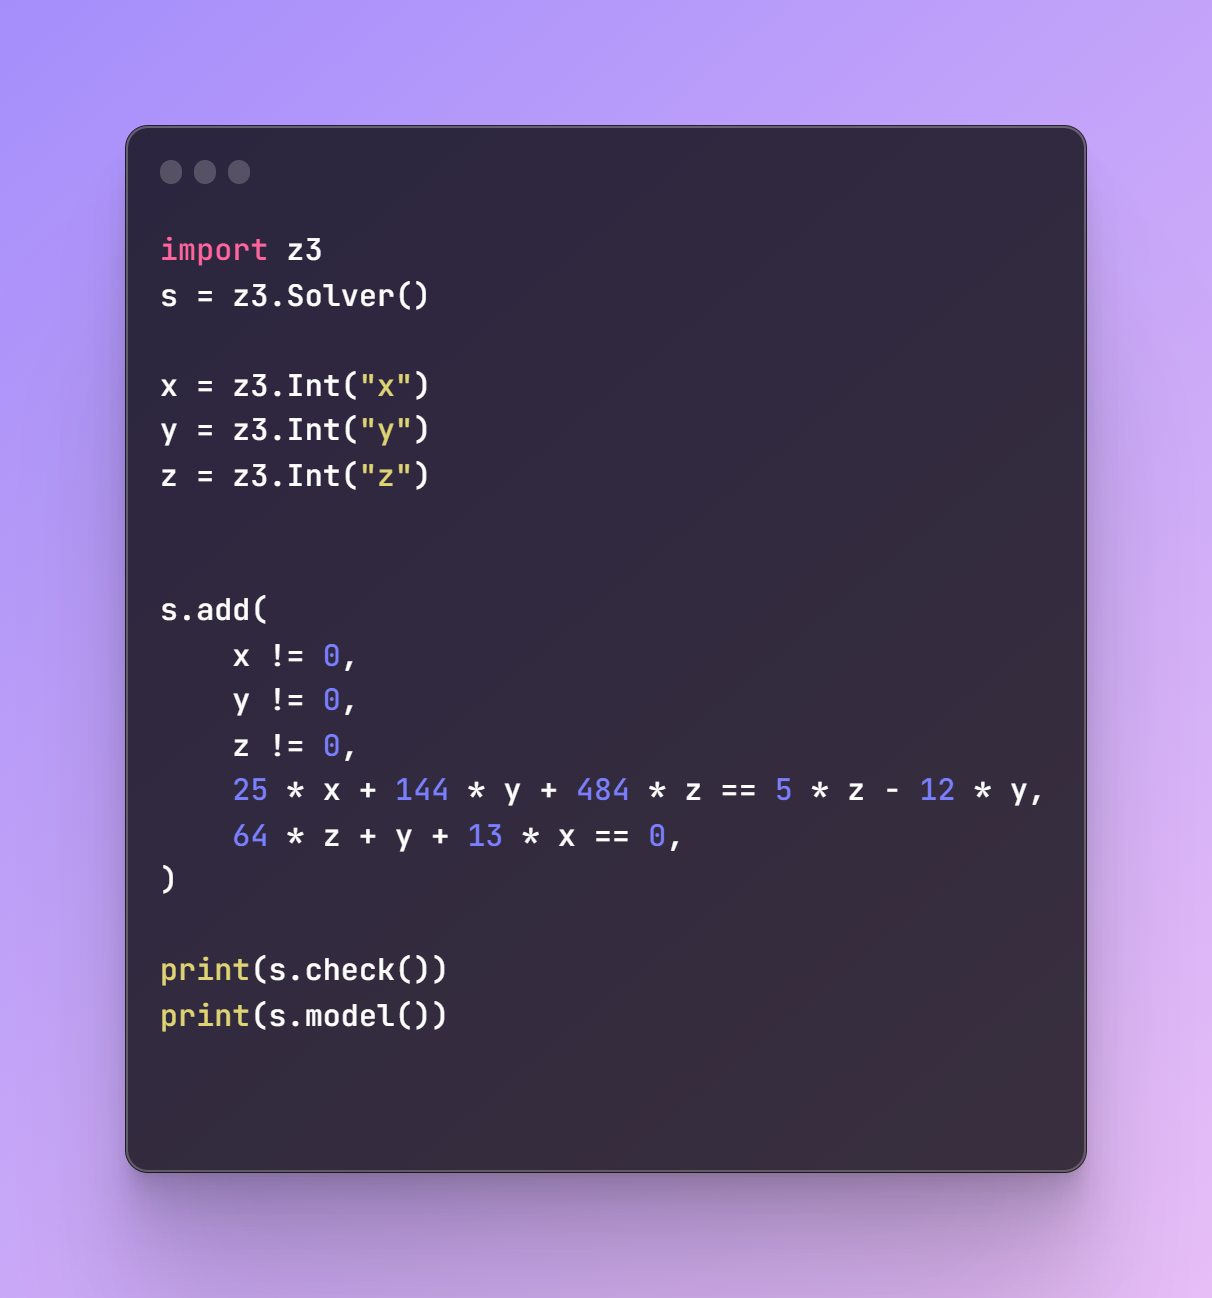 import z3
s = z3.Solver()
x = z3.Int("x")
y = z3.Int("y")
z = z3.Int("z")
s.add(
    x != 0,
    y != 0,
    z != 0,
    25 * x + 144 * y + 484 * z == 5 * z - 12 * y,
    64 * z + y + 13 * x == 0,
)
print(s.check())
print(s.model())